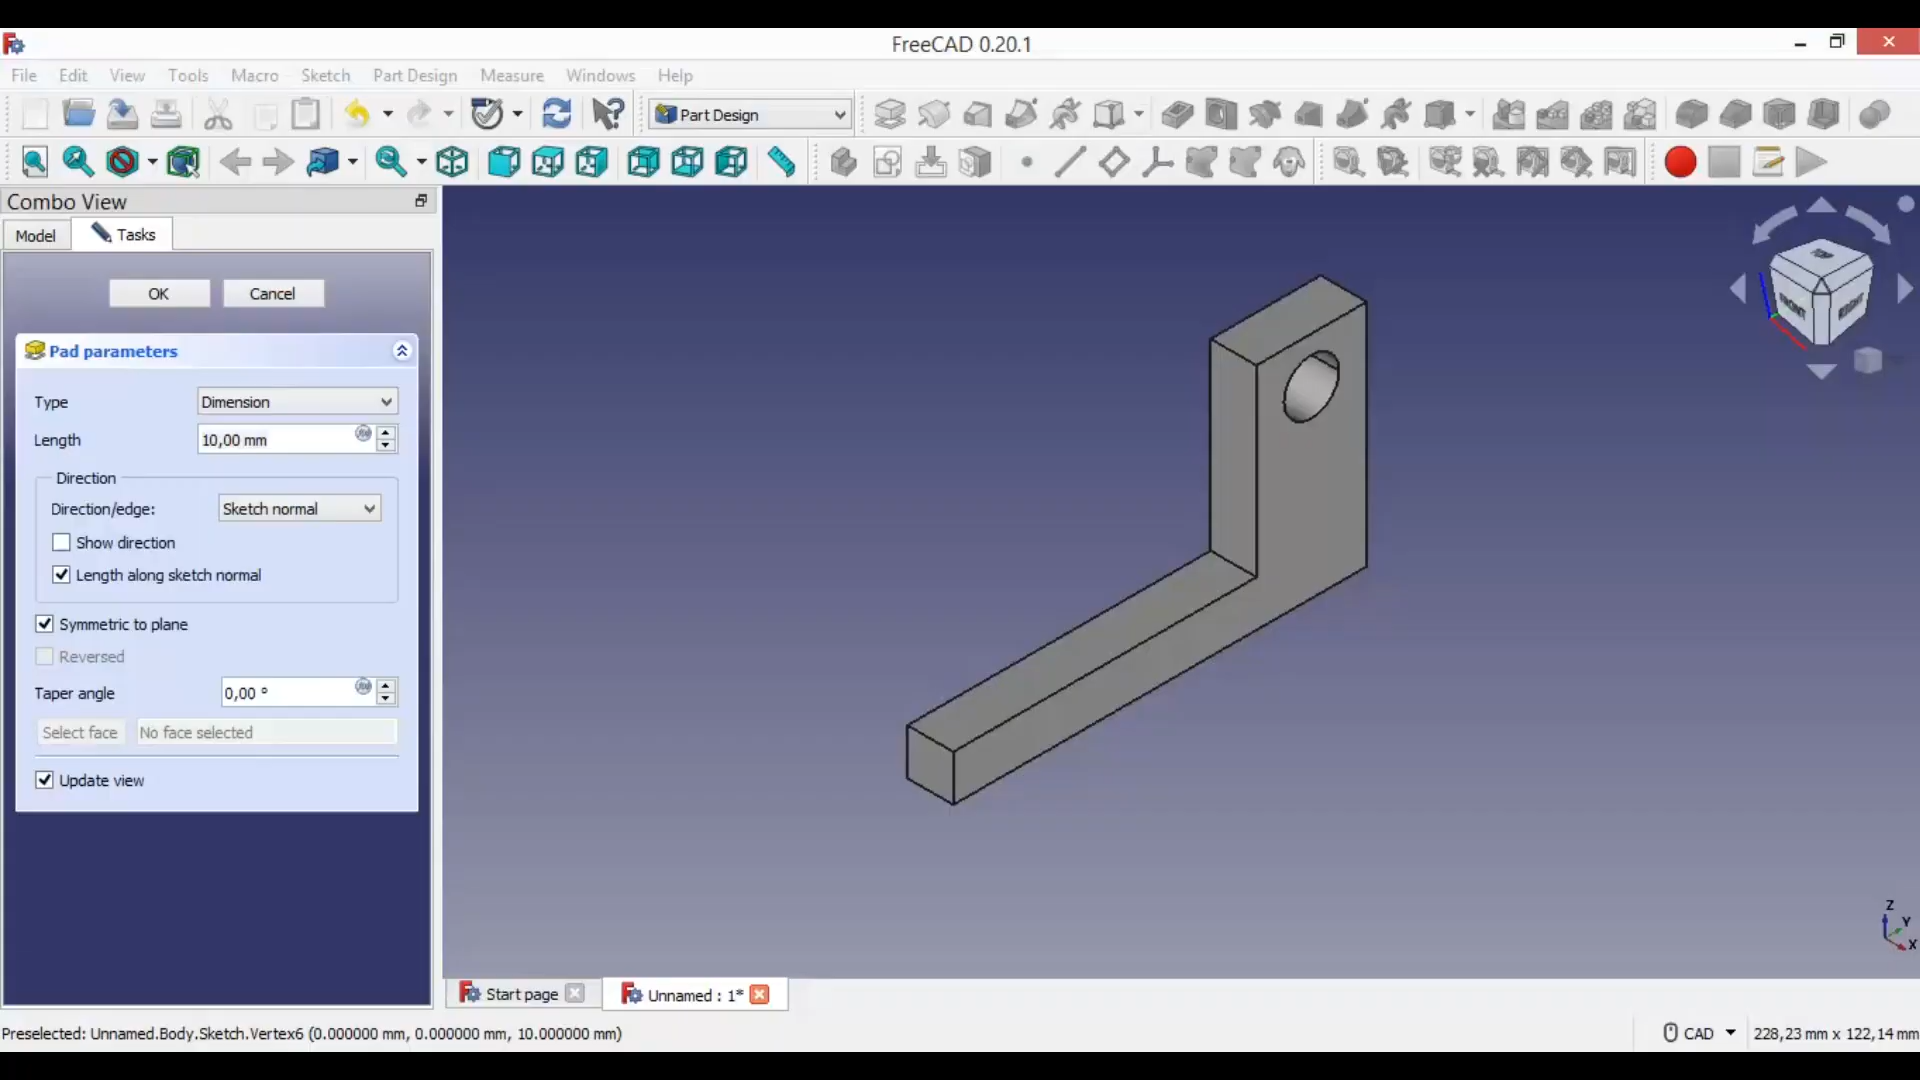 FreeCAD 0.20.1
File Edit View Tools Macro Sketch Part Design Measure Windows Help
Part Design
Combo View
Model Tasks
OK Cancel
Pad parameters
Type Dimension
Length 10,00 mm
Direction
Direction/edge: Sketch normal
Show direction
Length along sketch normal
Symmetric to plane
Reversed
Taper angle 0,00 °
Select face No face selected
Update view
FRONT RIGHT
Z
Y
X
Start page Unnamed : 1*
Preselected: Unnamed.Body.Sketch.Vertex6 (0.000000 mm, 0.000000 mm, 10.000000 mm) CAD 228,23 mm x 122,14 mm